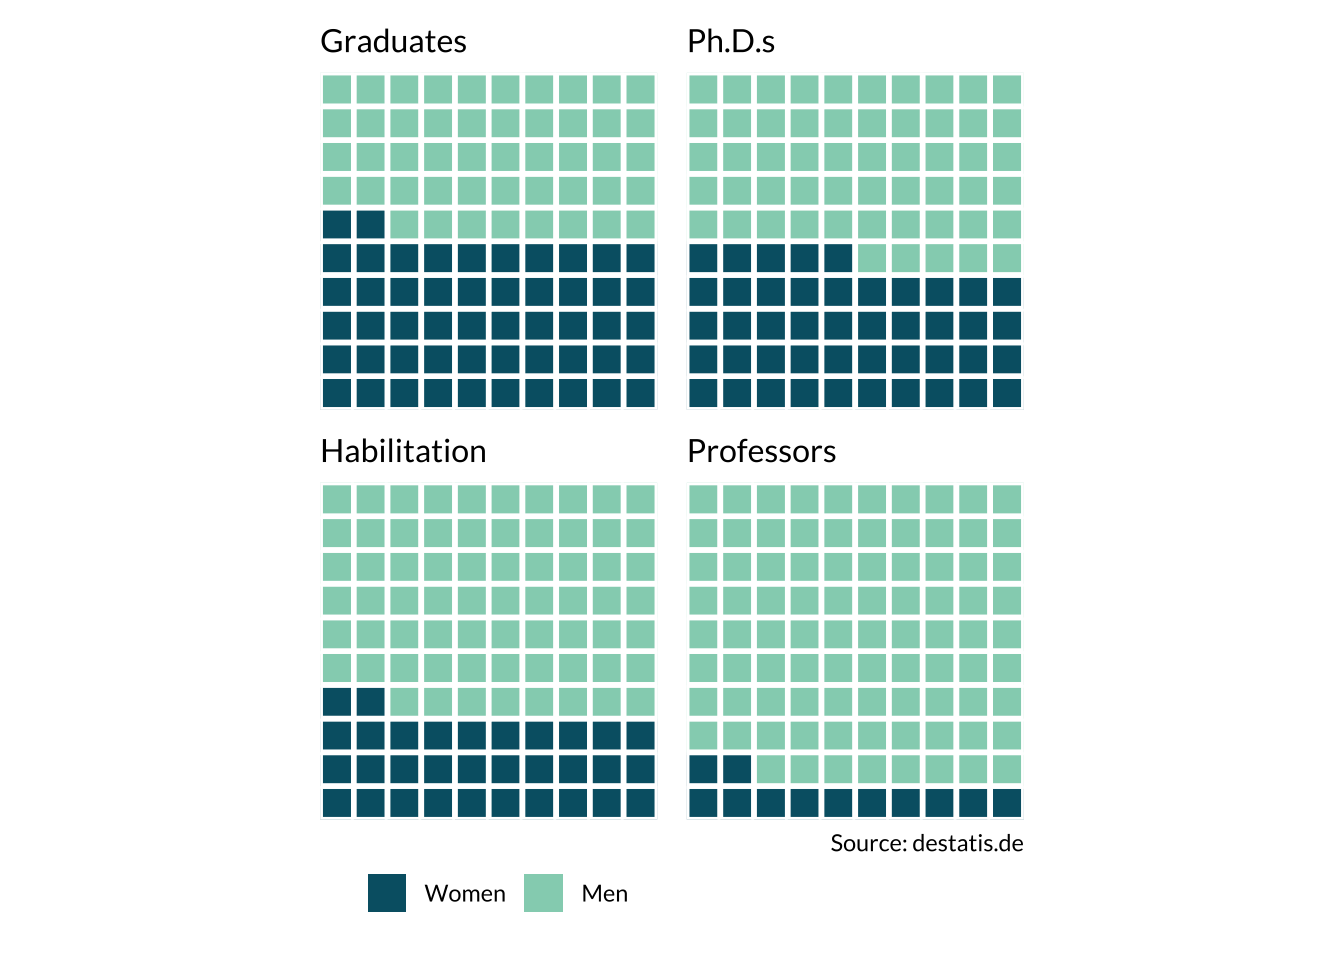 Graduates
Ph.D.s
Habilitation
Professors
Source: destatis.de
Women
Men